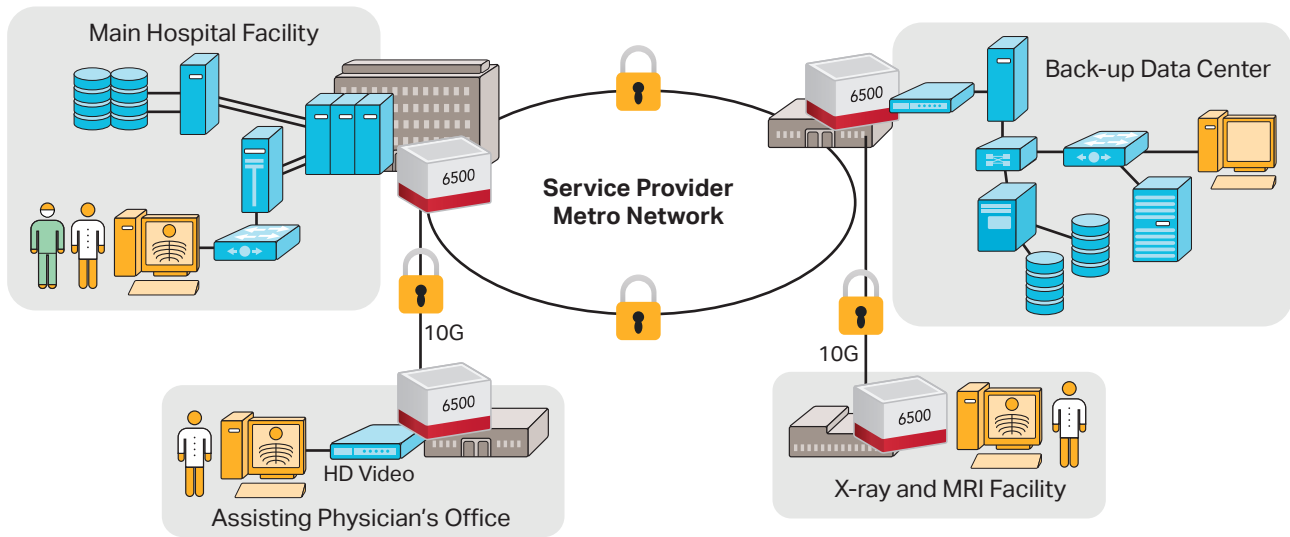 Main Hospital Facility
6500
Service Provider
Metro Network
6500
Back-up Data Center
10G
10G
6500
HD Video
Assisting Physician's Office
6500
X-ray and MRI Facility